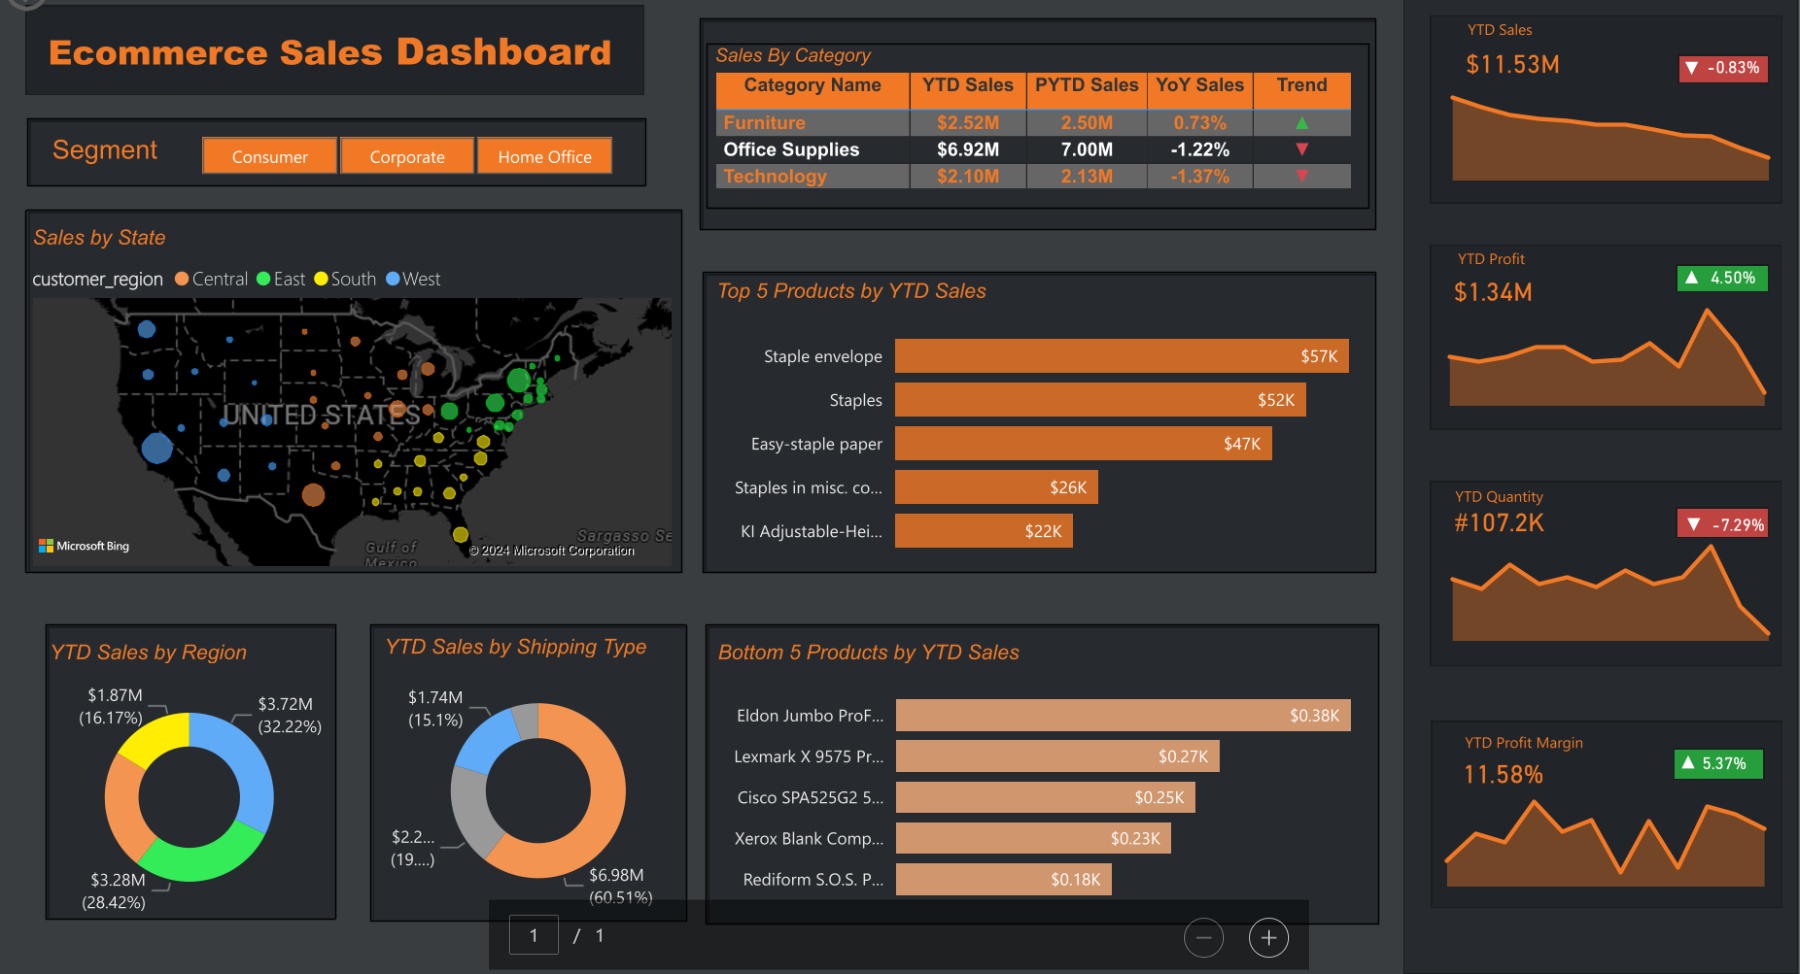 Ecommerce Sales Dashboard
Segment
Consumer
Corporate
Home Office
Sales by State
customer_region Central East South West
UNITED STATES
Gulf of
Mexico
Sargasso Se
Microsoft Bing
© 2024 Microsoft Corporation
Sales By Category
Category Name YTD Sales PYTD Sales YoY Sales Trend
Furniture $2.52M 2.50M 0.73%
Office Supplies $6.92M 7.00M -1.22%
Technology $2.10M 2.13M -1.37%
Top 5 Products by YTD Sales
Staple envelope $57K
Staples $52K
Easy-staple paper $47K
Staples in misc. co... $26K
KI Adjustable-Hei... $22K
YTD Sales by Region
$1.87M
(16.17%)
$3.72M
(32.22%)
$3.28M
(28.42%)
YTD Sales by Shipping Type
$1.74M
(15.1%)
$2.2...
(19....)
$6.98M
(60.51%)
Bottom 5 Products by YTD Sales
Eldon Jumbo ProF... $0.38K
Lexmark X 9575 Pr... $0.27K
Cisco SPA525G2 5... $0.25K
Xerox Blank Comp... $0.23K
Rediform S.O.S. P... $0.18K
YTD Sales
$11.53M
▼ -0.83%
YTD Profit
$1.34M
▲ 4.50%
YTD Quantity
#107.2K
▼ -7.29%
YTD Profit Margin
11.58%
▲ 5.37%
1 / 1